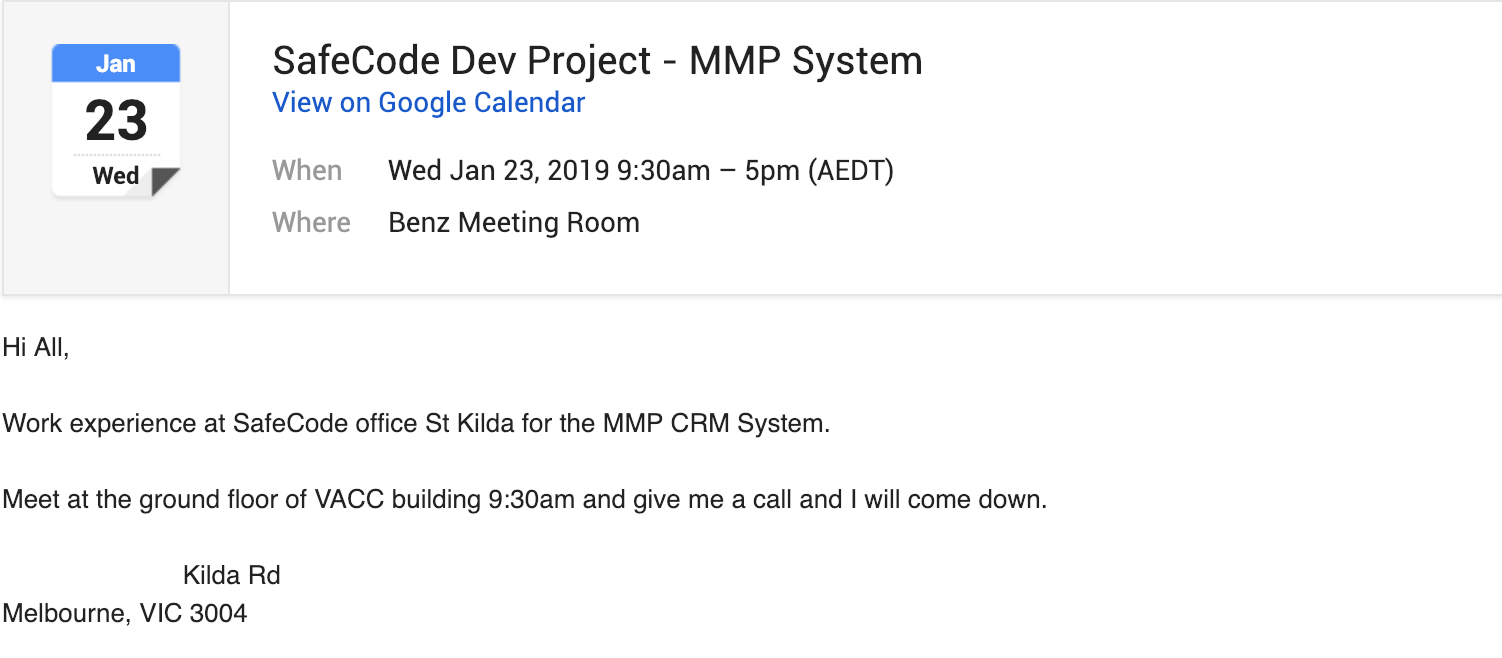 Jan
23
Wed
SafeCode Dev Project - MMP System
View on Google Calendar
When Wed Jan 23, 2019 9:30am – 5pm (AEDT)
Where Benz Meeting Room
Hi All,
Work experience at SafeCode office St Kilda for the MMP CRM System.
Meet at the ground floor of VACC building 9:30am and give me a call and I will come down.
Kilda Rd
Melbourne, VIC 3004